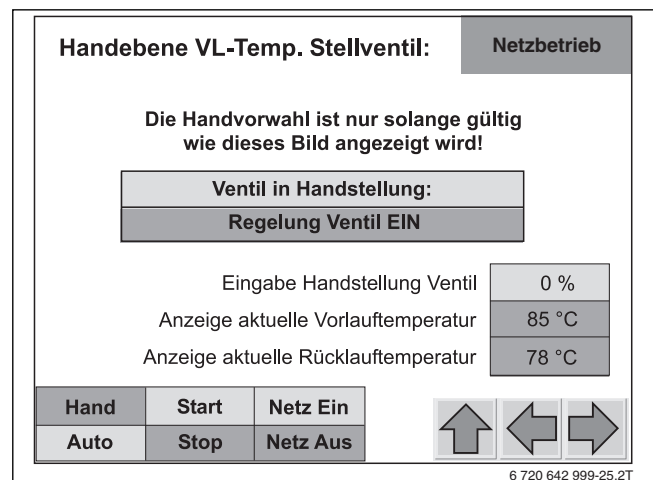 Handebene VL-Temp. Stellventil:
Netzbetrieb
Die Handvorwahl ist nur solange gültig
wie dieses Bild angezeigt wird!
Ventil in Handstellung:
Regelung Ventil EIN
Eingabe Handstellung Ventil 0 %
Anzeige aktuelle Vorlauftemperatur 85 °C
Anzeige aktuelle Rücklauftemperatur 78 °C
Hand Start Netz Ein
Auto Stop Netz Aus
6 720 642 999-25.2T